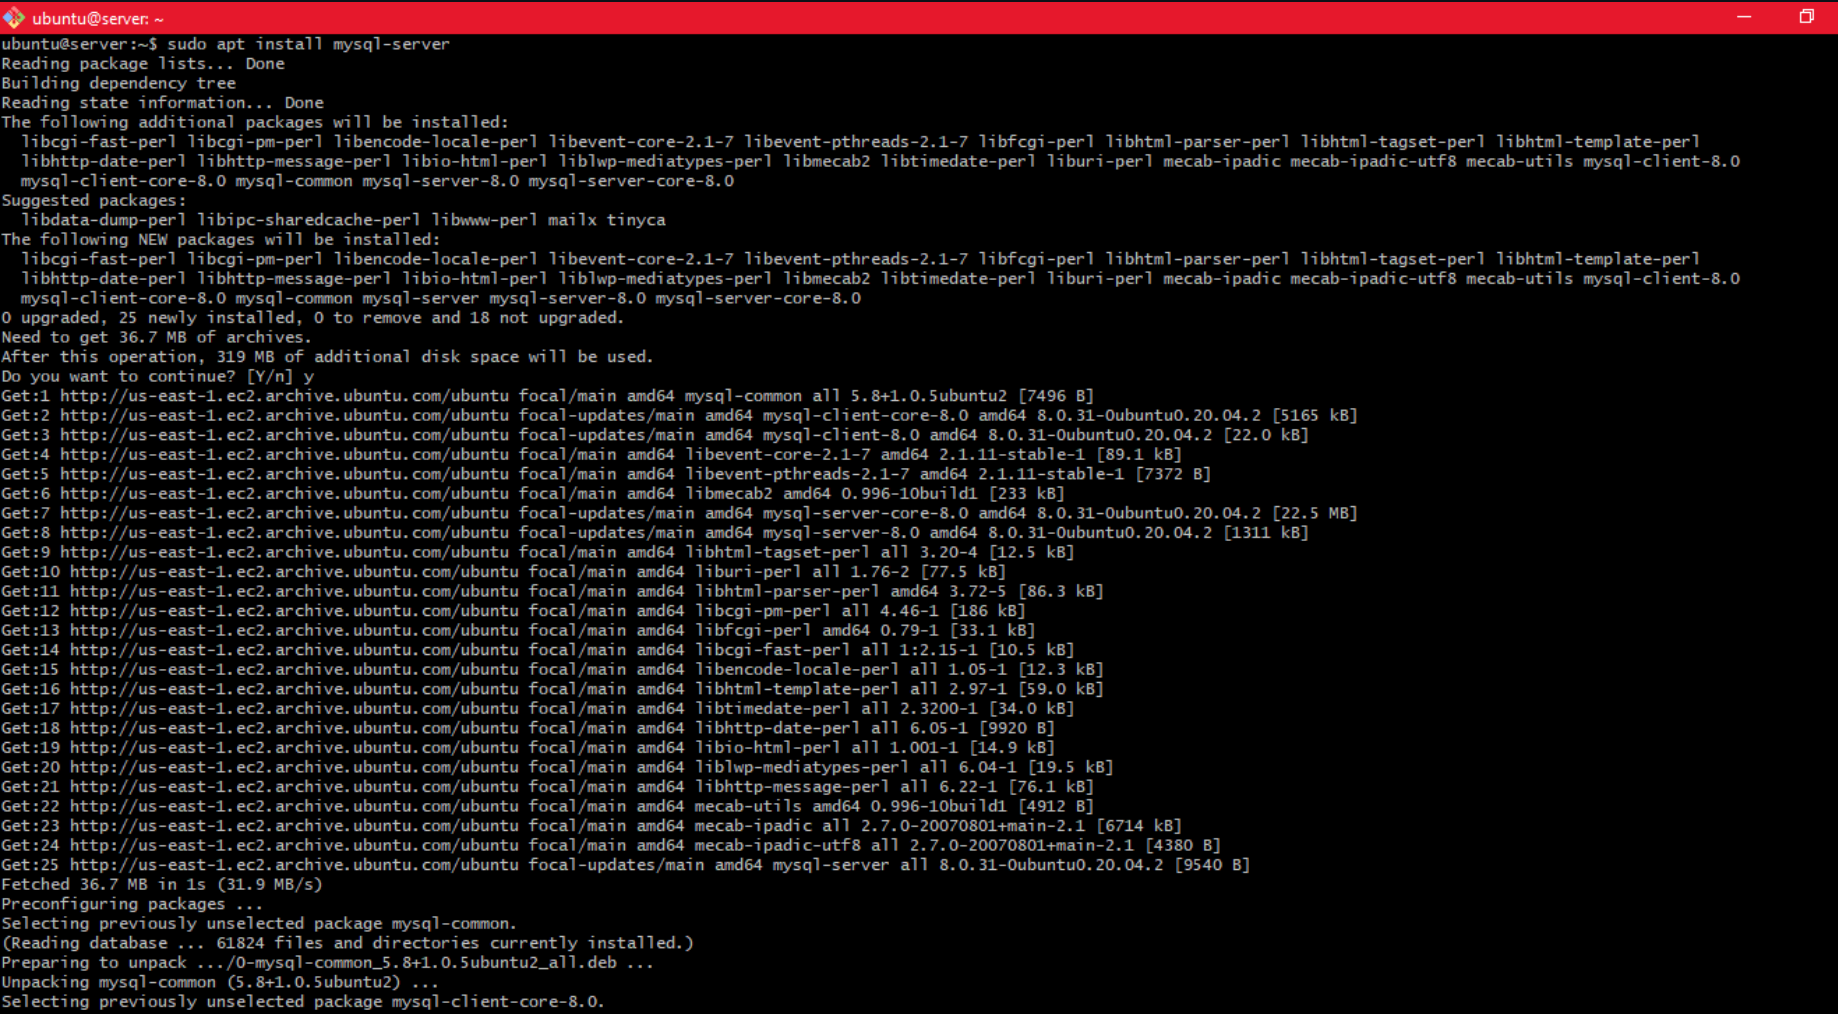 ubuntu@server: ~
ubuntu@server:~$ sudo apt install mysql-server
Reading package lists... Done
Building dependency tree
Reading state information... Done
The following additional packages will be installed:
  libcgi-fast-perl libcgi-pm-perl libencode-locale-perl libevent-core-2.1-7 libevent-pthreads-2.1-7 libfcgi-perl libhtml-parser-perl libhtml-tagset-perl libhtml-template-perl
  libhttp-date-perl libhttp-message-perl libio-html-perl liblwp-mediatypes-perl libmecab2 libtimedate-perl liburi-perl mecab-ipadic mecab-ipadic-utf8 mecab-utils mysql-client-8.0
  mysql-client-core-8.0 mysql-common mysql-server-8.0 mysql-server-core-8.0
Suggested packages:
  libdata-dump-perl libipc-sharedcache-perl libwww-perl mailx tinyca
The following NEW packages will be installed:
  libcgi-fast-perl libcgi-pm-perl libencode-locale-perl libevent-core-2.1-7 libevent-pthreads-2.1-7 libfcgi-perl libhtml-parser-perl libhtml-tagset-perl libhtml-template-perl
  libhttp-date-perl libhttp-message-perl libio-html-perl liblwp-mediatypes-perl libmecab2 libtimedate-perl liburi-perl mecab-ipadic mecab-ipadic-utf8 mecab-utils mysql-client-8.0
  mysql-client-core-8.0 mysql-common mysql-server mysql-server-8.0 mysql-server-core-8.0
0 upgraded, 25 newly installed, 0 to remove and 18 not upgraded.
Need to get 36.7 MB of archives.
After this operation, 319 MB of additional disk space will be used.
Do you want to continue? [Y/n] y
Get:1 http://us-east-1.ec2.archive.ubuntu.com/ubuntu focal/main amd64 mysql-common all 5.8+1.0.5ubuntu2 [7496 B]
Get:2 http://us-east-1.ec2.archive.ubuntu.com/ubuntu focal-updates/main amd64 mysql-client-core-8.0 amd64 8.0.31-0ubuntu0.20.04.2 [5165 kB]
Get:3 http://us-east-1.ec2.archive.ubuntu.com/ubuntu focal-updates/main amd64 mysql-client-8.0 amd64 8.0.31-0ubuntu0.20.04.2 [22.0 kB]
Get:4 http://us-east-1.ec2.archive.ubuntu.com/ubuntu focal/main amd64 libevent-core-2.1-7 amd64 2.1.11-stable-1 [89.1 kB]
Get:5 http://us-east-1.ec2.archive.ubuntu.com/ubuntu focal/main amd64 libevent-pthreads-2.1-7 amd64 2.1.11-stable-1 [7372 B]
Get:6 http://us-east-1.ec2.archive.ubuntu.com/ubuntu focal/main amd64 libmecab2 amd64 0.996-10build1 [233 kB]
Get:7 http://us-east-1.ec2.archive.ubuntu.com/ubuntu focal-updates/main amd64 mysql-server-core-8.0 amd64 8.0.31-0ubuntu0.20.04.2 [22.5 MB]
Get:8 http://us-east-1.ec2.archive.ubuntu.com/ubuntu focal-updates/main amd64 mysql-server-8.0 amd64 8.0.31-0ubuntu0.20.04.2 [1311 kB]
Get:9 http://us-east-1.ec2.archive.ubuntu.com/ubuntu focal/main amd64 libhtml-tagset-perl all 3.20-4 [12.5 kB]
Get:10 http://us-east-1.ec2.archive.ubuntu.com/ubuntu focal/main amd64 liburi-perl all 1.76-2 [77.5 kB]
Get:11 http://us-east-1.ec2.archive.ubuntu.com/ubuntu focal/main amd64 libhtml-parser-perl amd64 3.72-5 [86.3 kB]
Get:12 http://us-east-1.ec2.archive.ubuntu.com/ubuntu focal/main amd64 libcgi-pm-perl all 4.46-1 [186 kB]
Get:13 http://us-east-1.ec2.archive.ubuntu.com/ubuntu focal/main amd64 libfcgi-perl amd64 0.79-1 [33.1 kB]
Get:14 http://us-east-1.ec2.archive.ubuntu.com/ubuntu focal/main amd64 libcgi-fast-perl all 1:2.15-1 [10.5 kB]
Get:15 http://us-east-1.ec2.archive.ubuntu.com/ubuntu focal/main amd64 libencode-locale-perl all 1.05-1 [12.3 kB]
Get:16 http://us-east-1.ec2.archive.ubuntu.com/ubuntu focal/main amd64 libhtml-template-perl all 2.97-1 [59.0 kB]
Get:17 http://us-east-1.ec2.archive.ubuntu.com/ubuntu focal/main amd64 libtimedate-perl all 2.3200-1 [34.0 kB]
Get:18 http://us-east-1.ec2.archive.ubuntu.com/ubuntu focal/main amd64 libhttp-date-perl all 6.05-1 [9920 B]
Get:19 http://us-east-1.ec2.archive.ubuntu.com/ubuntu focal/main amd64 libio-html-perl all 1.001-1 [14.9 kB]
Get:20 http://us-east-1.ec2.archive.ubuntu.com/ubuntu focal/main amd64 liblwp-mediatypes-perl all 6.04-1 [19.5 kB]
Get:21 http://us-east-1.ec2.archive.ubuntu.com/ubuntu focal/main amd64 libhttp-message-perl all 6.22-1 [76.1 kB]
Get:22 http://us-east-1.ec2.archive.ubuntu.com/ubuntu focal/main amd64 mecab-utils amd64 0.996-10build1 [4912 B]
Get:23 http://us-east-1.ec2.archive.ubuntu.com/ubuntu focal/main amd64 mecab-ipadic all 2.7.0-20070801+main-2.1 [6714 kB]
Get:24 http://us-east-1.ec2.archive.ubuntu.com/ubuntu focal/main amd64 mecab-ipadic-utf8 all 2.7.0-20070801+main-2.1 [4380 B]
Get:25 http://us-east-1.ec2.archive.ubuntu.com/ubuntu focal-updates/main amd64 mysql-server all 8.0.31-0ubuntu0.20.04.2 [9540 B]
Fetched 36.7 MB in 1s (31.9 MB/s)
Preconfiguring packages ...
Selecting previously unselected package mysql-common.
(Reading database ... 61824 files and directories currently installed.)
Preparing to unpack .../0-mysql-common_5.8+1.0.5ubuntu2_all.deb ...
Unpacking mysql-common (5.8+1.0.5ubuntu2) ...
Selecting previously unselected package mysql-client-core-8.0.